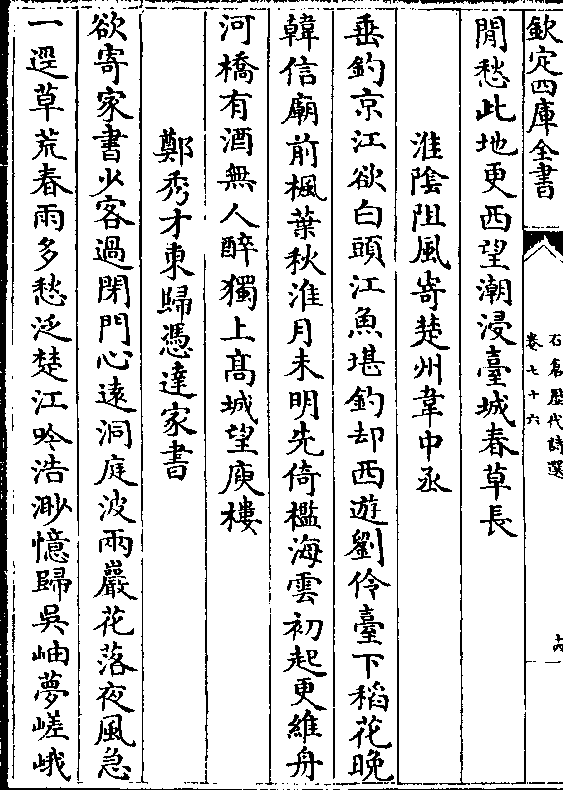 欽定四庫全書
石倉歷代詩選
卷七十六
閒愁此地更西望潮浸臺城春草長
淮陰阻風寄楚州韋中丞
垂釣京江欲白頭江魚堪釣却西遊劉伶臺下稻花晚
韓信廟前楓葉秋淮月未明先倚檻海雲初起更維舟
河橋有酒無人醉獨上髙城望庾樓
鄭秀才東歸憑達家書
欲寄家書少客過閉門心遠洞庭波兩巖花落夜風急
一逕草荒春雨多愁泛楚江吟浩渺憶歸吳岫夢嵯峨